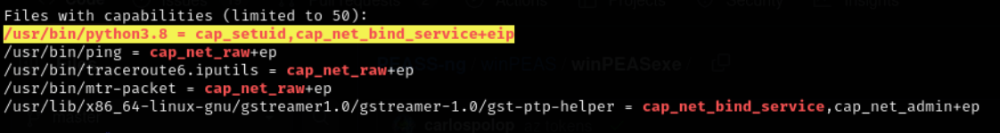 Files with capabilities (limited to 50):
/usr/bin/python3.8 = cap_setuid,cap_net_bind_service+eip
/usr/bin/ping = cap_net_raw+ep
/usr/bin/traceroute6.iputils = cap_net_raw+ep
/usr/bin/mtr-packet = cap_net_raw+ep
/usr/lib/x86_64-linux-gnu/gstreamer1.0/gstreamer-1.0/gst-ptp-helper = cap_net_bind_service,cap_net_admin+ep